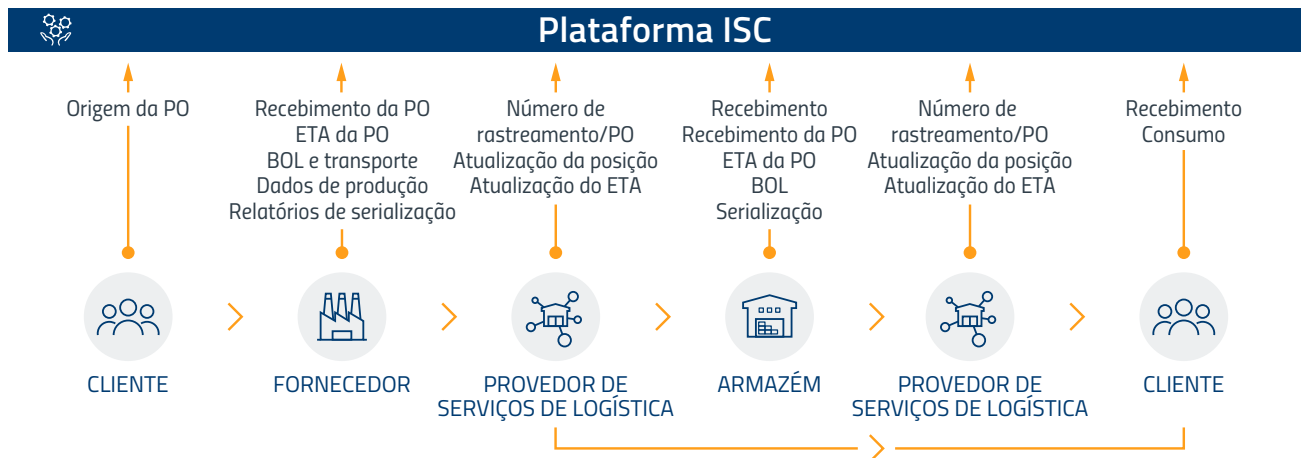 Plataforma ISC
Origem da PO
Recebimento da PO
ETA da PO
BOL e transporte
Dados de produção
Relatórios de serialização
Número de
rastreamento/PO
Atualização da posição
Atualização do ETA
Recebimento
Recebimento da PO
ETA da PO
BOL
Serialização
Número de
rastreamento/PO
Atualização da posição
Atualização do ETA
Recebimento
Consumo
CLIENTE
FORNECEDOR
PROVEDOR DE
SERVIÇOS DE LOGÍSTICA
ARMAZÉM
PROVEDOR DE
SERVIÇOS DE LOGÍSTICA
CLIENTE